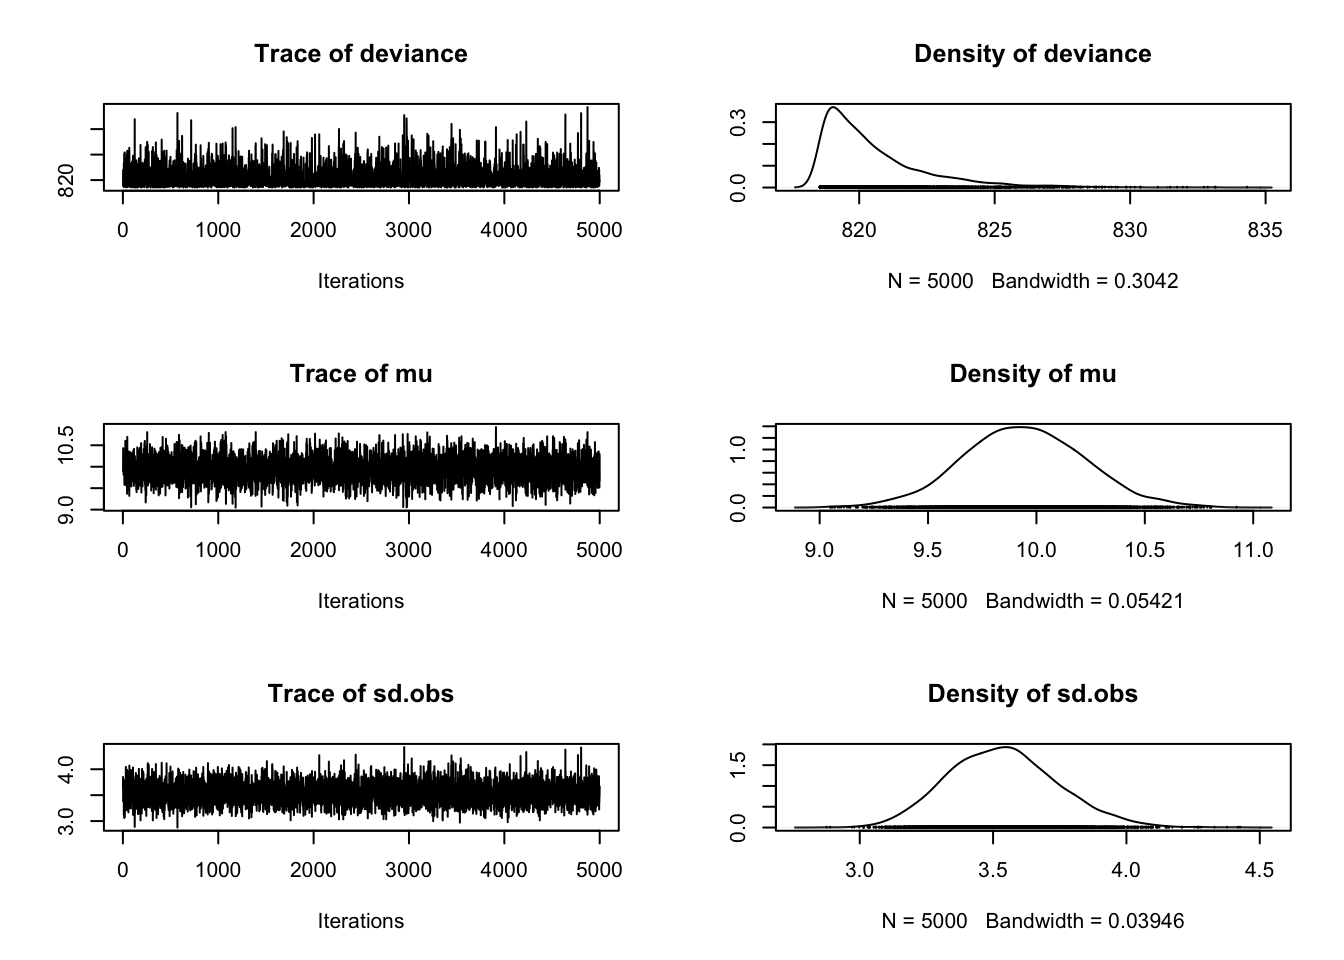 Trace of deviance
820
0 1000 2000 3000 4000 5000
Iterations
Density of deviance
0.0 0.3
820 825 830 835
N = 5000 Bandwidth = 0.3042
Trace of mu
9.0 10.5
0 1000 2000 3000 4000 5000
Iterations
Density of mu
0.0 1.0
9.0 9.5 10.0 10.5 11.0
N = 5000 Bandwidth = 0.05421
Trace of sd.obs
3.0 4.0
0 1000 2000 3000 4000 5000
Iterations
Density of sd.obs
0.0 1.5
3.0 3.5 4.0 4.5
N = 5000 Bandwidth = 0.03946